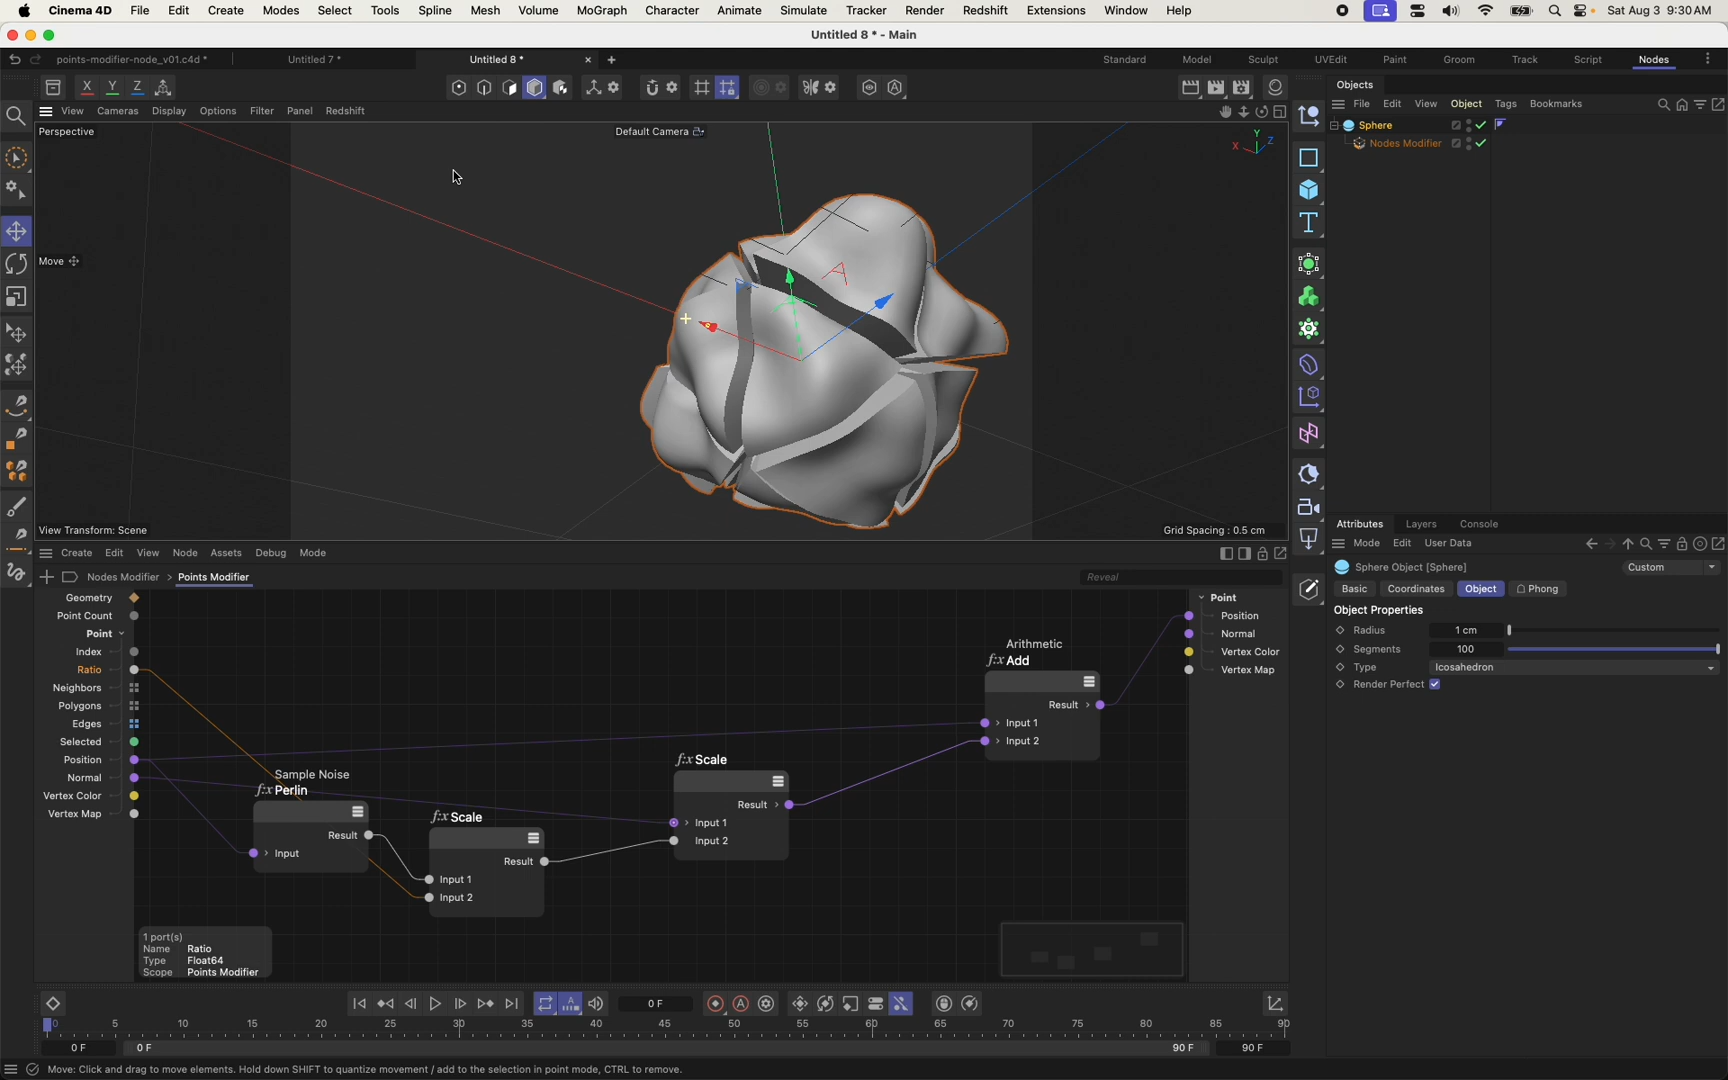 Cinema 4D File Edit Create Modes Select Tools Spline Mesh Volume MoGraph Character Animate Simulate Tracker Render Redshift Extensions Window Help Sat Aug 3 9:30 AM
Untitled 8 * - Main
points-modifier-node_v01.c4d * Untitled 7 * Untitled 8 * Standard Model Sculpt UVEdit Paint Groom Track Script Nodes
X Y Z
View Cameras Display Options Filter Panel Redshift
Perspective
Default Camera
Y
X
Z
Move
View Transform: Scene
Grid Spacing : 0.5 cm
Objects
File Edit View Object Tags Bookmarks
Sphere
Nodes Modifier
Attributes Layers Console
Mode Edit User Data
Sphere Object [Sphere]
Custom
Basic Coordinates Object Phong
Object Properties
Radius 1 cm
Segments 100
Type Icosahedron
Render Perfect
Create Edit View Node Assets Debug Mode
Nodes Modifier > Points Modifier
Reveal
Geometry
Point Count
Point
Index
Ratio
Neighbors
Polygons
Edges
Selected
Position
Normal
Vertex Color
Vertex Map
Sample Noise
f:x Perlin
Result
Input
f:x Scale
Result
Input 1
Input 2
f:x Scale
Result
Input 1
Input 2
Arithmetic
f:x Add
Result
Input 1
Input 2
Point
Position
Normal
Vertex Color
Vertex Map
1 port(s)
Name Ratio
Type Float64
Scope Points Modifier
0 F
0 5 10 15 20 25 30 35 40 45 50 55 60 65 70 75 80 85 90
0 F 0 F 90 F 90 F
Move: Click and drag to move elements. Hold down SHIFT to quantize movement / add to the selection in point mode, CTRL to remove.